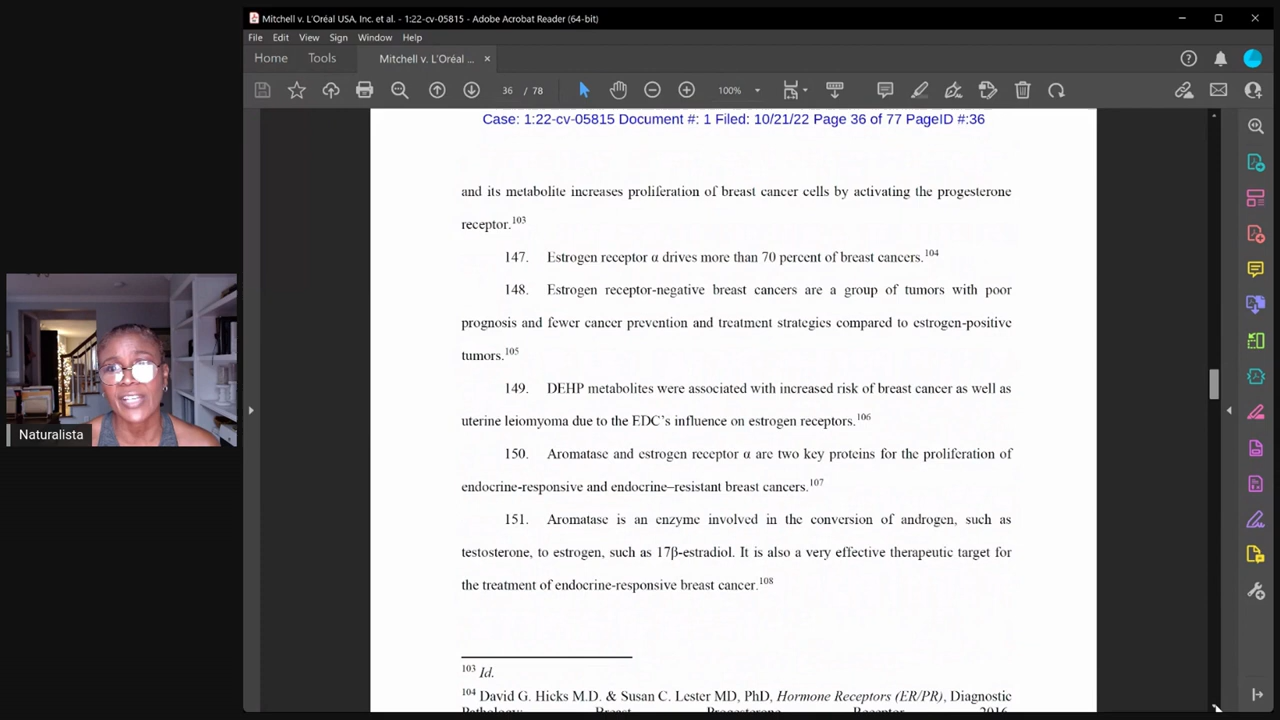 Mitchell v. L'Oréal USA, Inc. et al. - 1:22-cv-05815 - Adobe Acrobat Reader (64-bit)
File Edit View Sign Window Help
Home Tools Mitchell v. L'Oréal ... ×
36 / 78 100%
Case: 1:22-cv-05815 Document #: 1 Filed: 10/21/22 Page 36 of 77 PageID #:36
and its metabolite increases proliferation of breast cancer cells by activating the progesterone
receptor.103
147. Estrogen receptor α drives more than 70 percent of breast cancers.104
148. Estrogen receptor-negative breast cancers are a group of tumors with poor
prognosis and fewer cancer prevention and treatment strategies compared to estrogen-positive
tumors.105
149. DEHP metabolites were associated with increased risk of breast cancer as well as
uterine leiomyoma due to the EDC's influence on estrogen receptors.106
150. Aromatase and estrogen receptor α are two key proteins for the proliferation of
endocrine-responsive and endocrine–resistant breast cancers.107
151. Aromatase is an enzyme involved in the conversion of androgen, such as
testosterone, to estrogen, such as 17β-estradiol. It is also a very effective therapeutic target for
the treatment of endocrine-responsive breast cancer.108
103 Id.
104 David G. Hicks M.D. & Susan C. Lester MD, PhD, Hormone Receptors (ER/PR), Diagnostic
Pathology: Breast Progesterone Receptor 2016
Naturalista